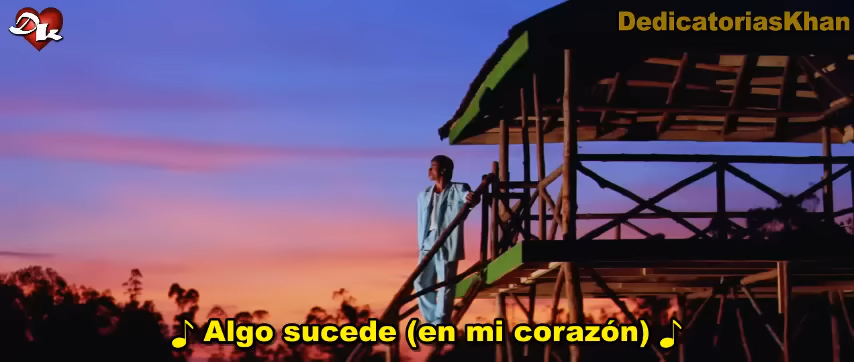 Dk
DedicatoriasKhan
♪ Algo sucede (en mi corazón) ♪